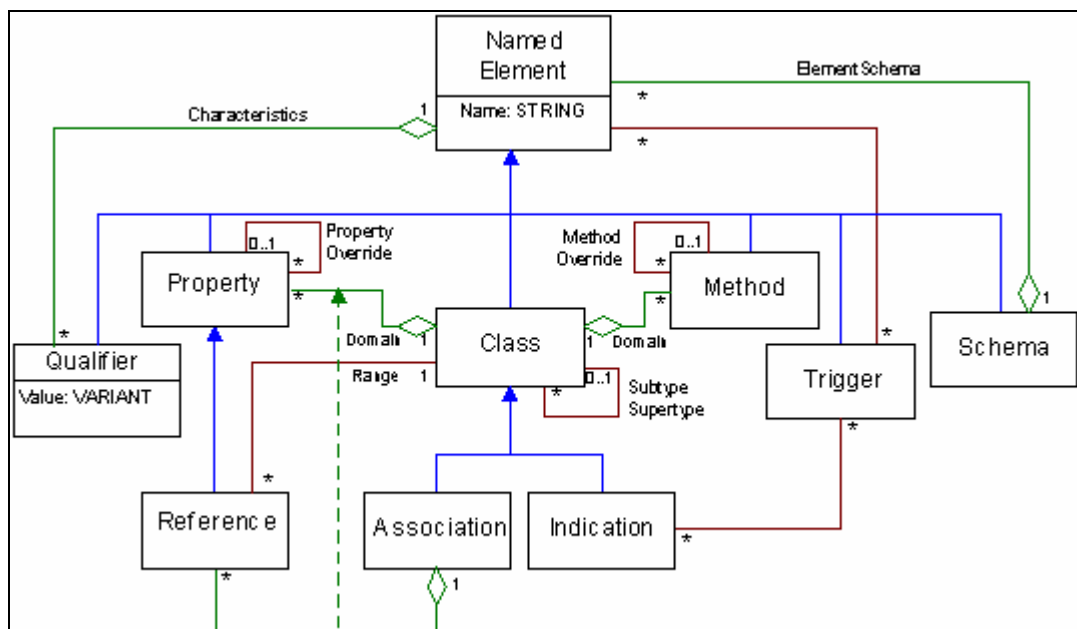 Named
Element
Name: STRING
Characteristics
1
*
Element Schema
*
Property
Override
0..1
*
Method
Override
0..1
*
Property
*
Method
*
Domain
1
Class
1
Domain
Range
1
*
0..1
Subtype
Supertype
*
Qualifier
Value: VARIANT
*
Trigger
*
1
Schema
*
Reference
*
Association
1
Indication
*